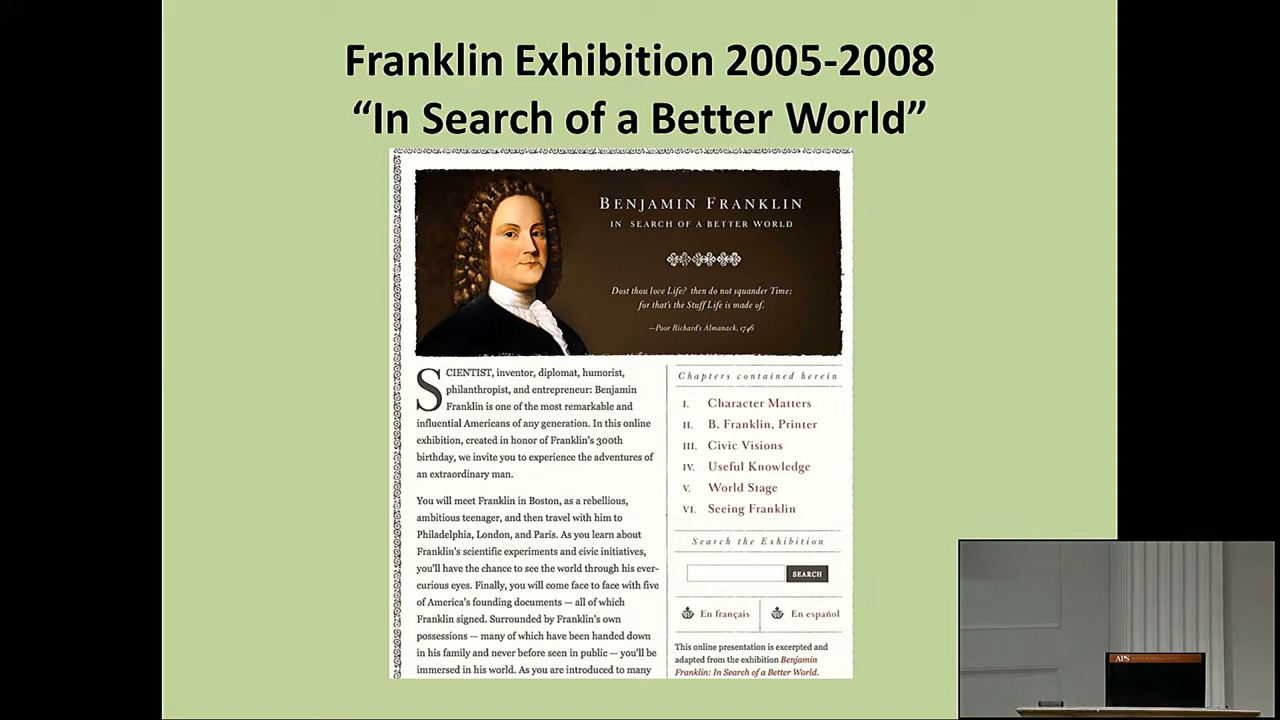 Franklin Exhibition 2005-2008
“In Search of a Better World”
BENJAMIN FRANKLIN
IN SEARCH OF A BETTER WORLD
Dost thou love Life? then do not squander Time;
for that's the Stuff Life is made of.
—Poor Richard's Almanack, 1746
SCIENTIST, inventor, diplomat, humorist,
philanthropist, and entrepreneur: Benjamin
Franklin is one of the most remarkable and
influential Americans of any generation. In this online
exhibition, created in honor of Franklin's 300th
birthday, we invite you to experience the adventures of
an extraordinary man.
You will meet Franklin in Boston, as a rebellious,
ambitious teenager, and then travel with him to
Philadelphia, London, and Paris. As you learn about
Franklin's scientific experiments and civic initiatives,
you'll have the chance to see the world through his ever-
curious eyes. Finally, you will come face to face with five
of America's founding documents — all of which
Franklin signed. Surrounded by Franklin's own
possessions — many of which have been handed down
in his family and never before seen in public — you'll be
immersed in his world. As you are introduced to many
Chapters contained herein
I. Character Matters
II. B. Franklin, Printer
III. Civic Visions
IV. Useful Knowledge
V. World Stage
VI. Seeing Franklin
Search the Exhibition
SEARCH
En français
En español
This online presentation is excerpted and
adapted from the exhibition Benjamin
Franklin: In Search of a Better World.
APS